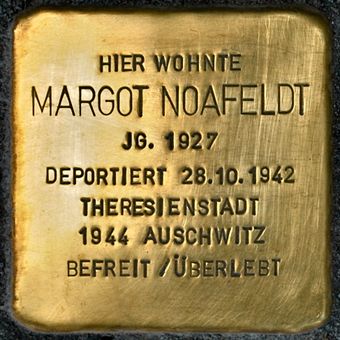 HIER WOHNTE
MARGOT NOAFELDT
JG. 1927
DEPORTIERT 28.10.1942
THERESIENSTADT
1944 AUSCHWITZ
BEFREIT / ÜBERLEBT